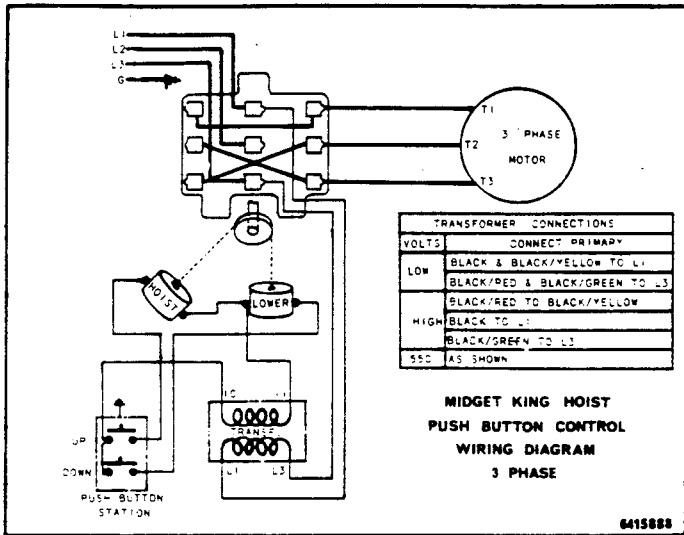 L1
L2
L3
G
T1
T2
T3
3 PHASE
MOTOR
TRANSFORMER CONNECTIONS
VOLTS CONNECT PRIMARY
LOW BLACK & BLACK/YELLOW TO L1
BLACK/RED & BLACK/GREEN TO L3
HIGH BLACK/RED TO BLACK/YELLOW
BLACK TO L1
BLACK/GREEN TO L3
550 AS SHOWN
HOIST
LOWER
TRANSF
L1 L3
UP
DOWN
PUSH BUTTON
STATION
MIDGET KING HOIST
PUSH BUTTON CONTROL
WIRING DIAGRAM
3 PHASE
6415888